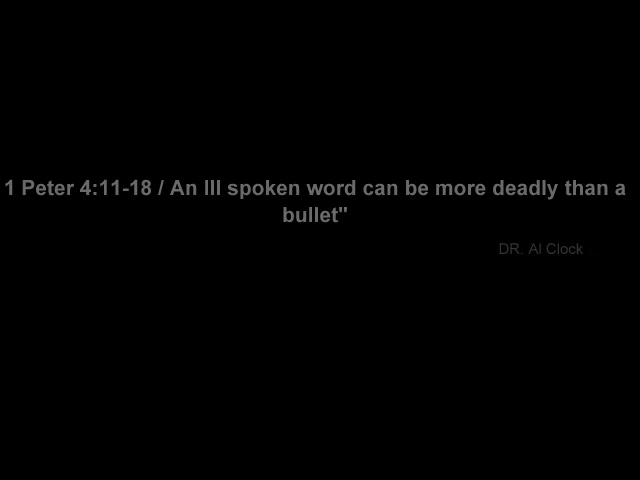 1 Peter 4:11-18 / An Ill spoken word can be more deadly than a
bullet"
DR. Al Clock